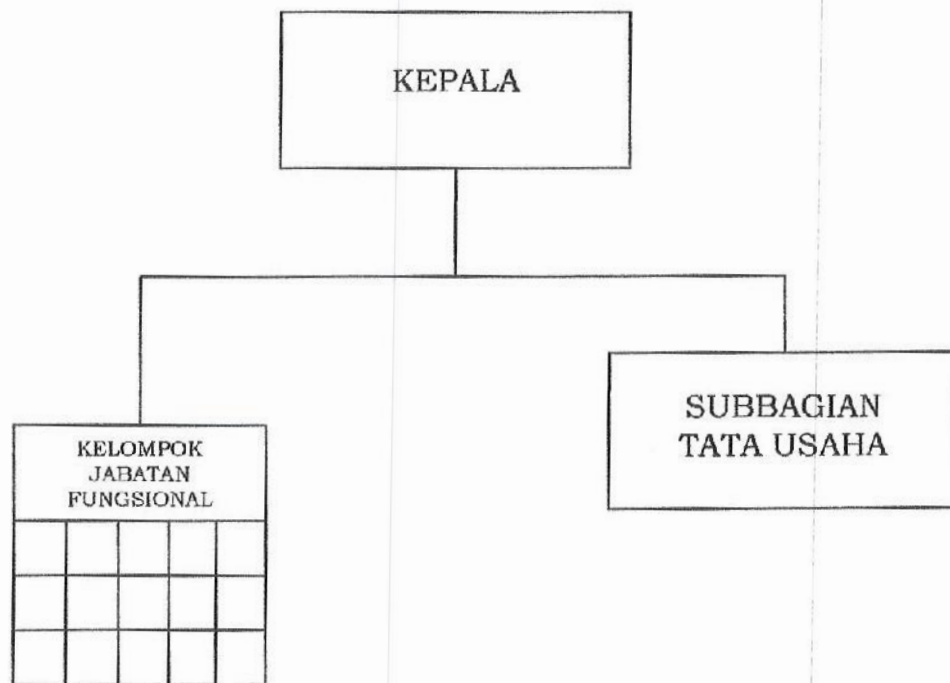 KEPALA
SUBBAGIAN
TATA USAHA
KELOMPOK
JABATAN
FUNGSIONAL